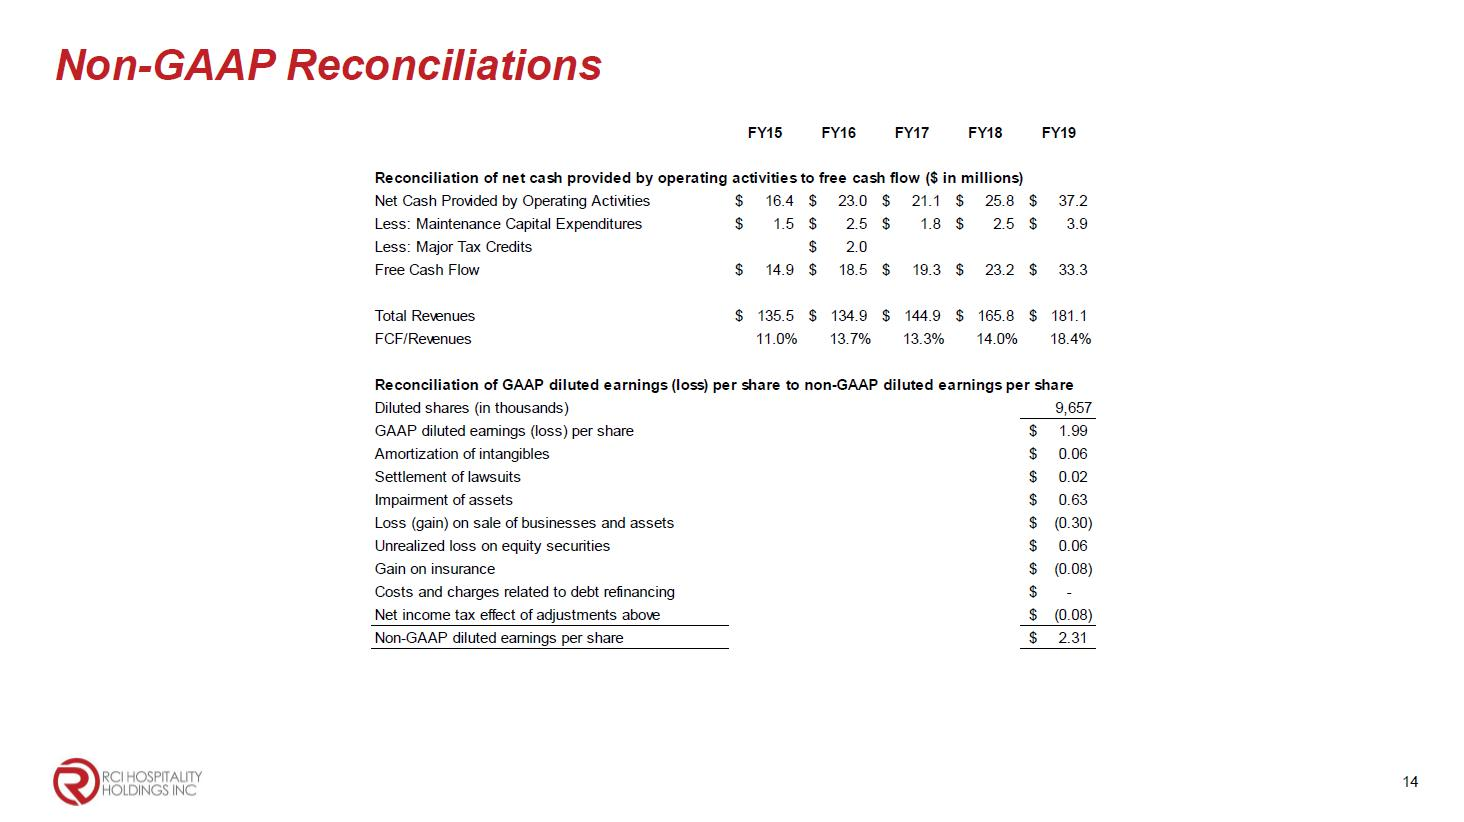 Non-GAAP Reconciliations
FY15 FY16 FY17 FY18 FY19
Reconciliation of net cash provided by operating activities to free cash flow ($ in millions)
Net Cash Provided by Operating Activities $ 16.4 $ 23.0 $ 21.1 $ 25.8 $ 37.2
Less: Maintenance Capital Expenditures $ 1.5 $ 2.5 $ 1.8 $ 2.5 $ 3.9
Less: Major Tax Credits $ 2.0
Free Cash Flow $ 14.9 $ 18.5 $ 19.3 $ 23.2 $ 33.3
Total Revenues $ 135.5 $ 134.9 $ 144.9 $ 165.8 $ 181.1
FCF/Revenues 11.0% 13.7% 13.3% 14.0% 18.4%
Reconciliation of GAAP diluted earnings (loss) per share to non-GAAP diluted earnings per share
Diluted shares (in thousands) 9,657
GAAP diluted earnings (loss) per share $ 1.99
Amortization of intangibles $ 0.06
Settlement of lawsuits $ 0.02
Impairment of assets $ 0.63
Loss (gain) on sale of businesses and assets $ (0.30)
Unrealized loss on equity securities $ 0.06
Gain on insurance $ (0.08)
Costs and charges related to debt refinancing $ -
Net income tax effect of adjustments above $ (0.08)
Non-GAAP diluted earnings per share $ 2.31
R RCI HOSPITALITY
HOLDINGS INC
14